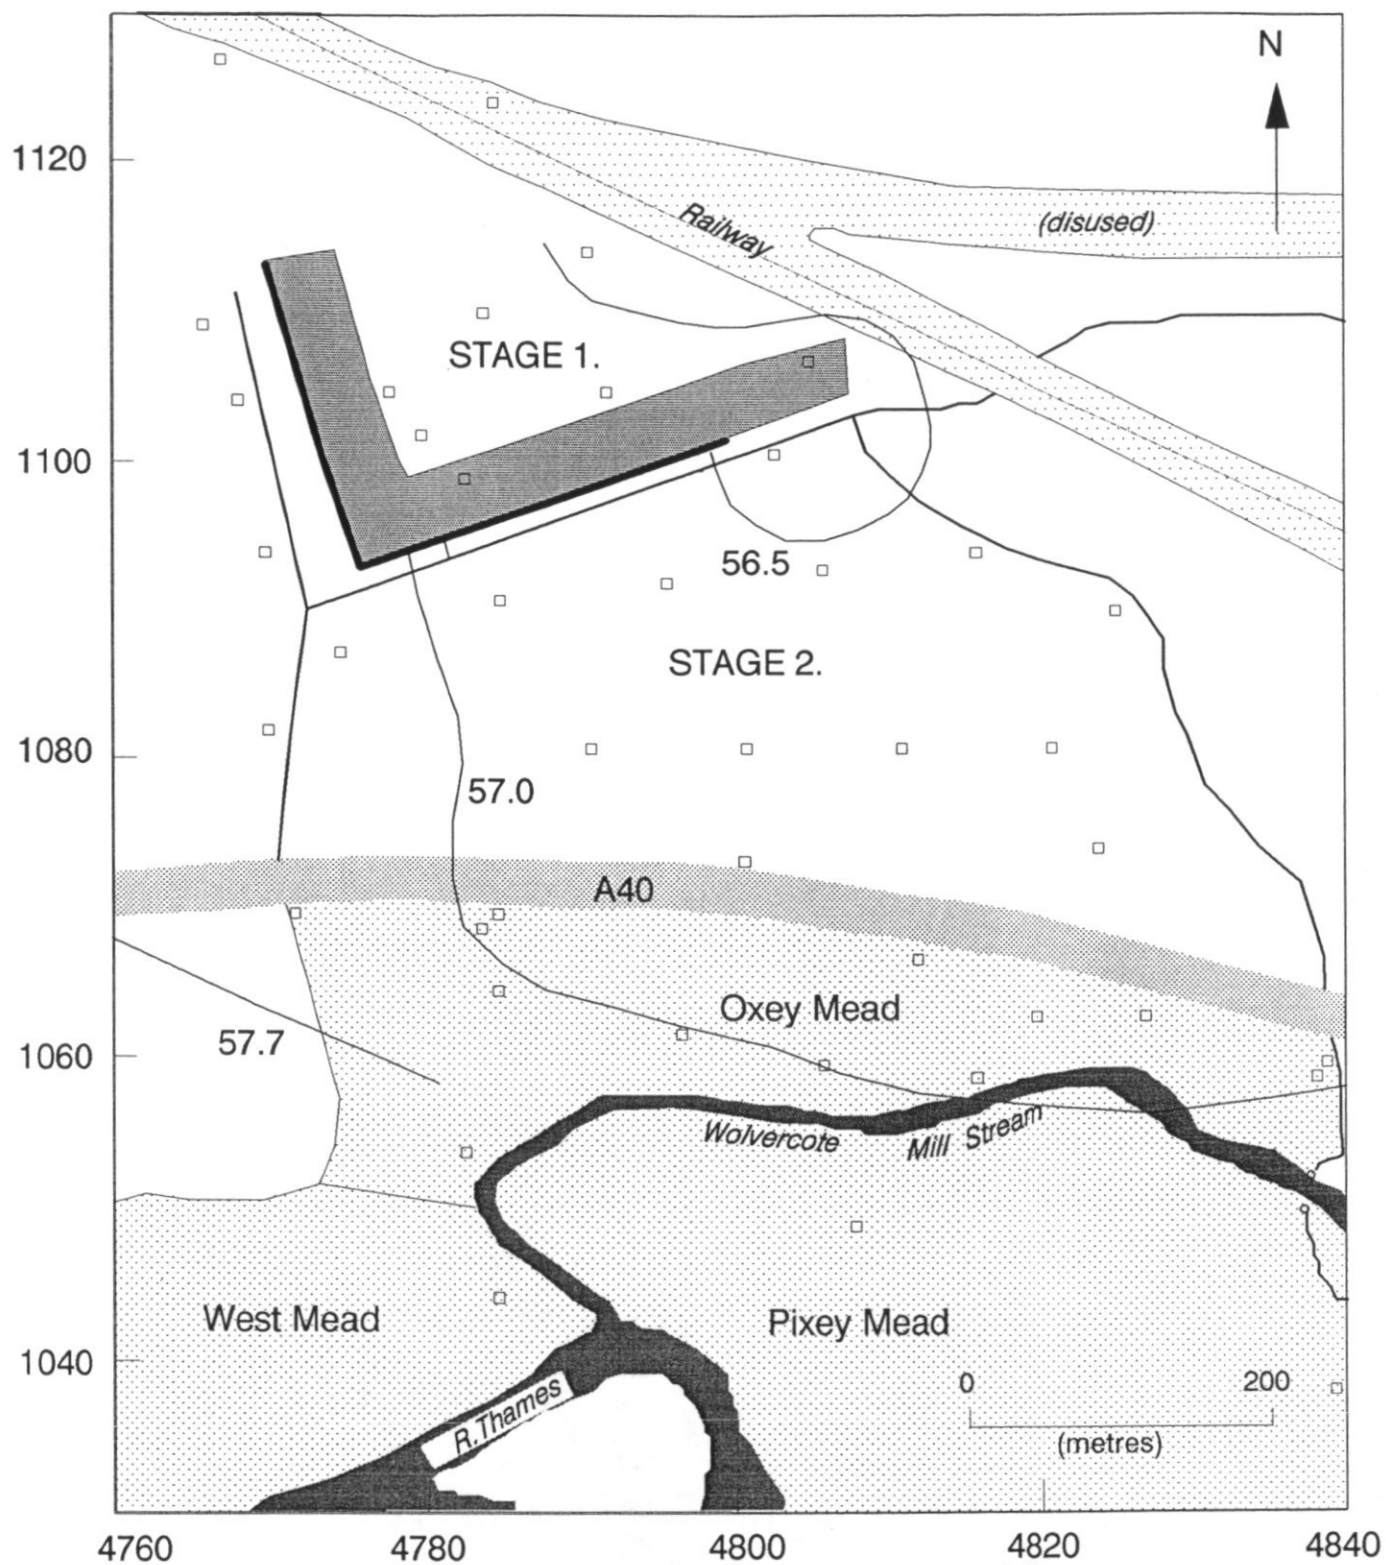 N
1120
Railway
(disused)
STAGE 1.
1100
56.5
STAGE 2.
1080
57.0
A40
Oxey Mead
57.7
1060
Wolvercote Mill Stream
West Mead
Pixey Mead
1040
0 200
R.Thames
(metres)
4760 4780 4800 4820 4840